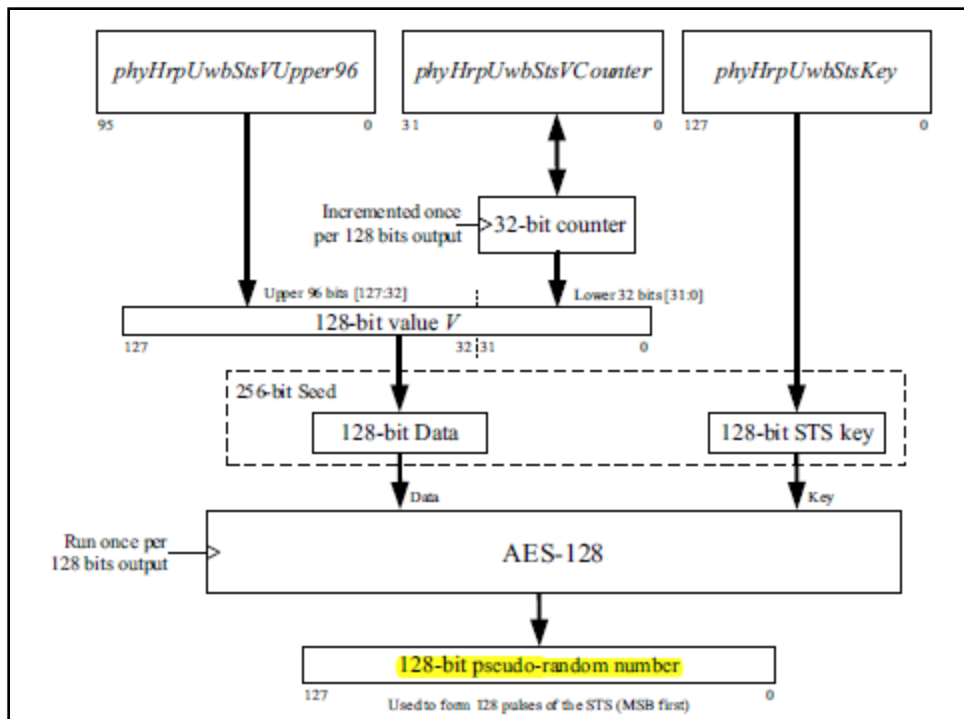 phyHrpUwbStsVUpper96 phyHrpUwbStsVCounter phyHrpUwbStsKey
95 0 31 0 127 0
Incremented once
per 128 bits output
32-bit counter
Upper 96 bits [127:32] Lower 32 bits [31:0]
128-bit value V
127 32 31 0
256-bit Seed
128-bit Data 128-bit STS key
Data Key
Run once per
128 bits output
AES-128
128-bit pseudo-random number
127 0
Used to form 128 pulses of the STS (MSB first)